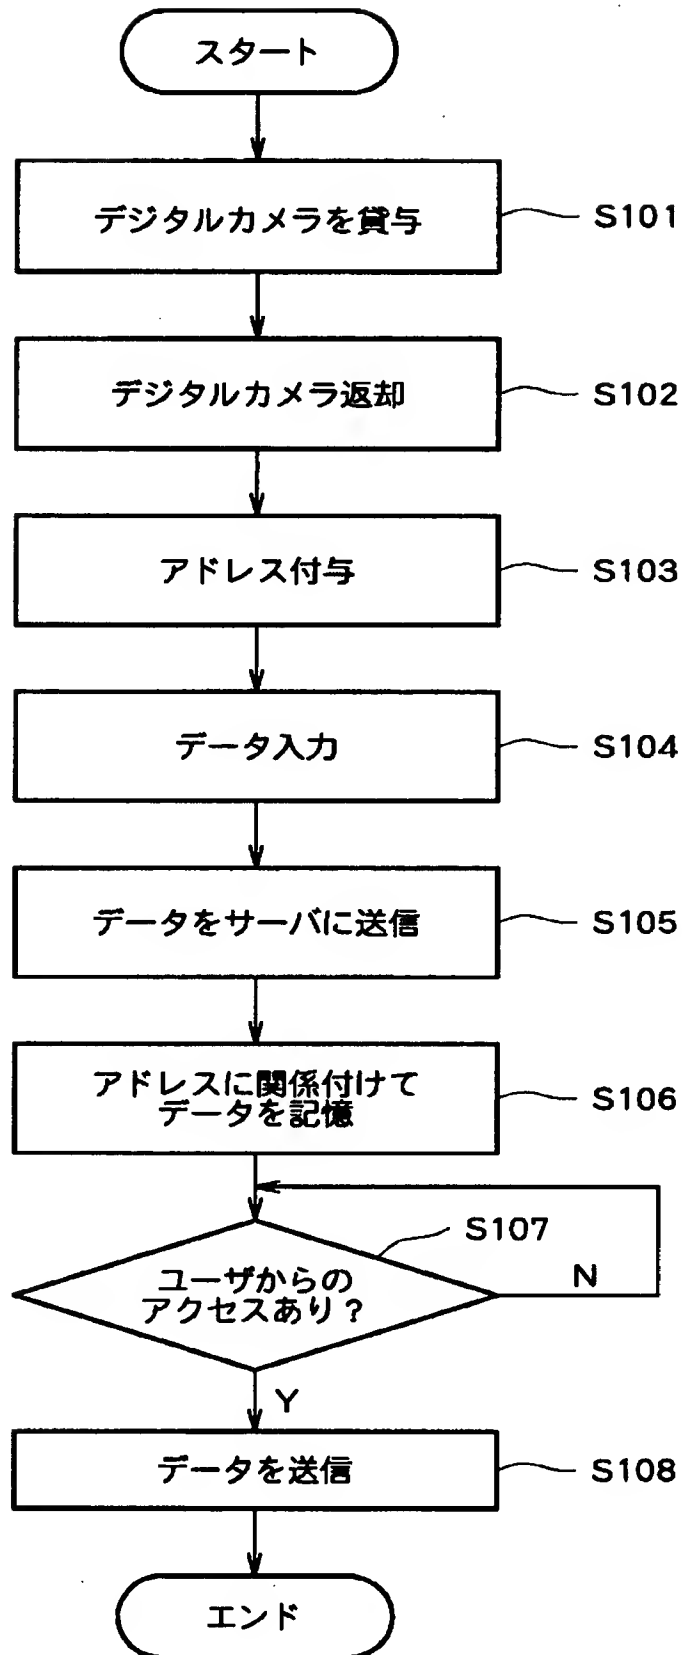 スタート
デジタルカメラを貸与
S101
デジタルカメラ返却
S102
アドレス付与
S103
データ入力
S104
データをサーバに送信
S105
アドレスに関係付けて
データを記憶
S106
S107
ユーザからの
アクセスあり？
N
Y
データを送信
S108
エンド